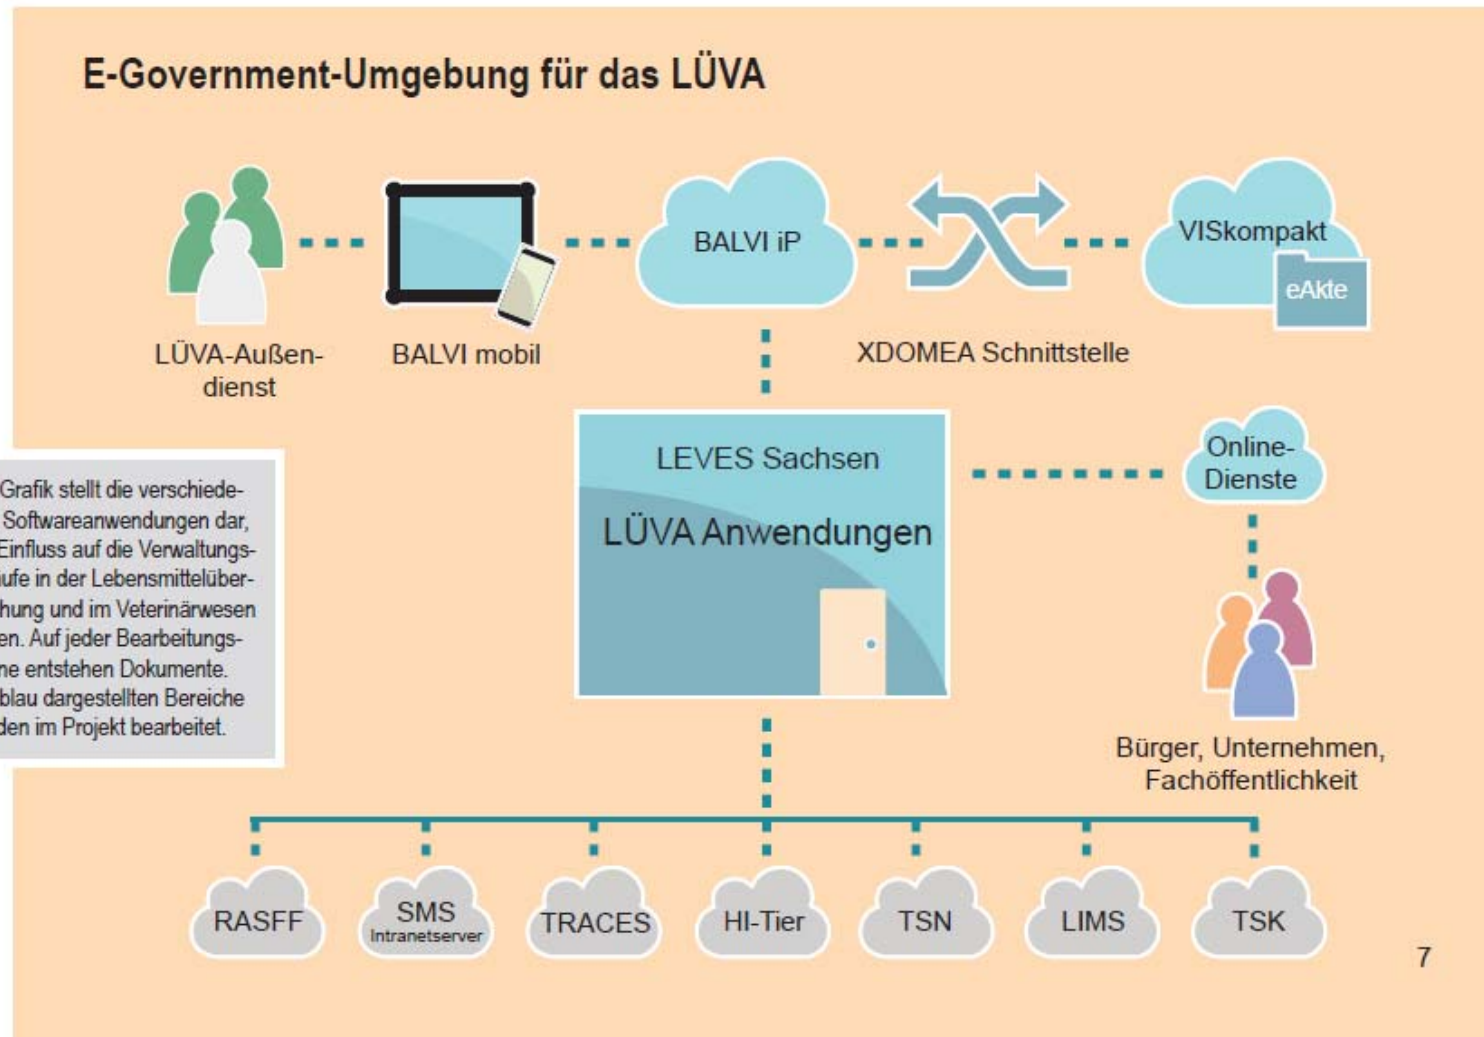 E-Government-Umgebung für das LÜVA
BALVI iP
VISkompakt
eAkte
LÜVA-Außen-
dienst
BALVI mobil
XDOMEA Schnittstelle
LEVES Sachsen
LÜVA Anwendungen
Online-
Dienste
Grafik stellt die verschiede-
Softwareanwendungen dar,
Einfluss auf die Verwaltungs-
ufe in der Lebensmittelüber-
hung und im Veterinärwesen
en. Auf jeder Bearbeitungs-
ne entstehen Dokumente.
blau dargestellten Bereiche
den im Projekt bearbeitet.
Bürger, Unternehmen,
Fachöffentlichkeit
RASFF
SMS
Intranetserver
TRACES
HI-Tier
TSN
LIMS
TSK
7